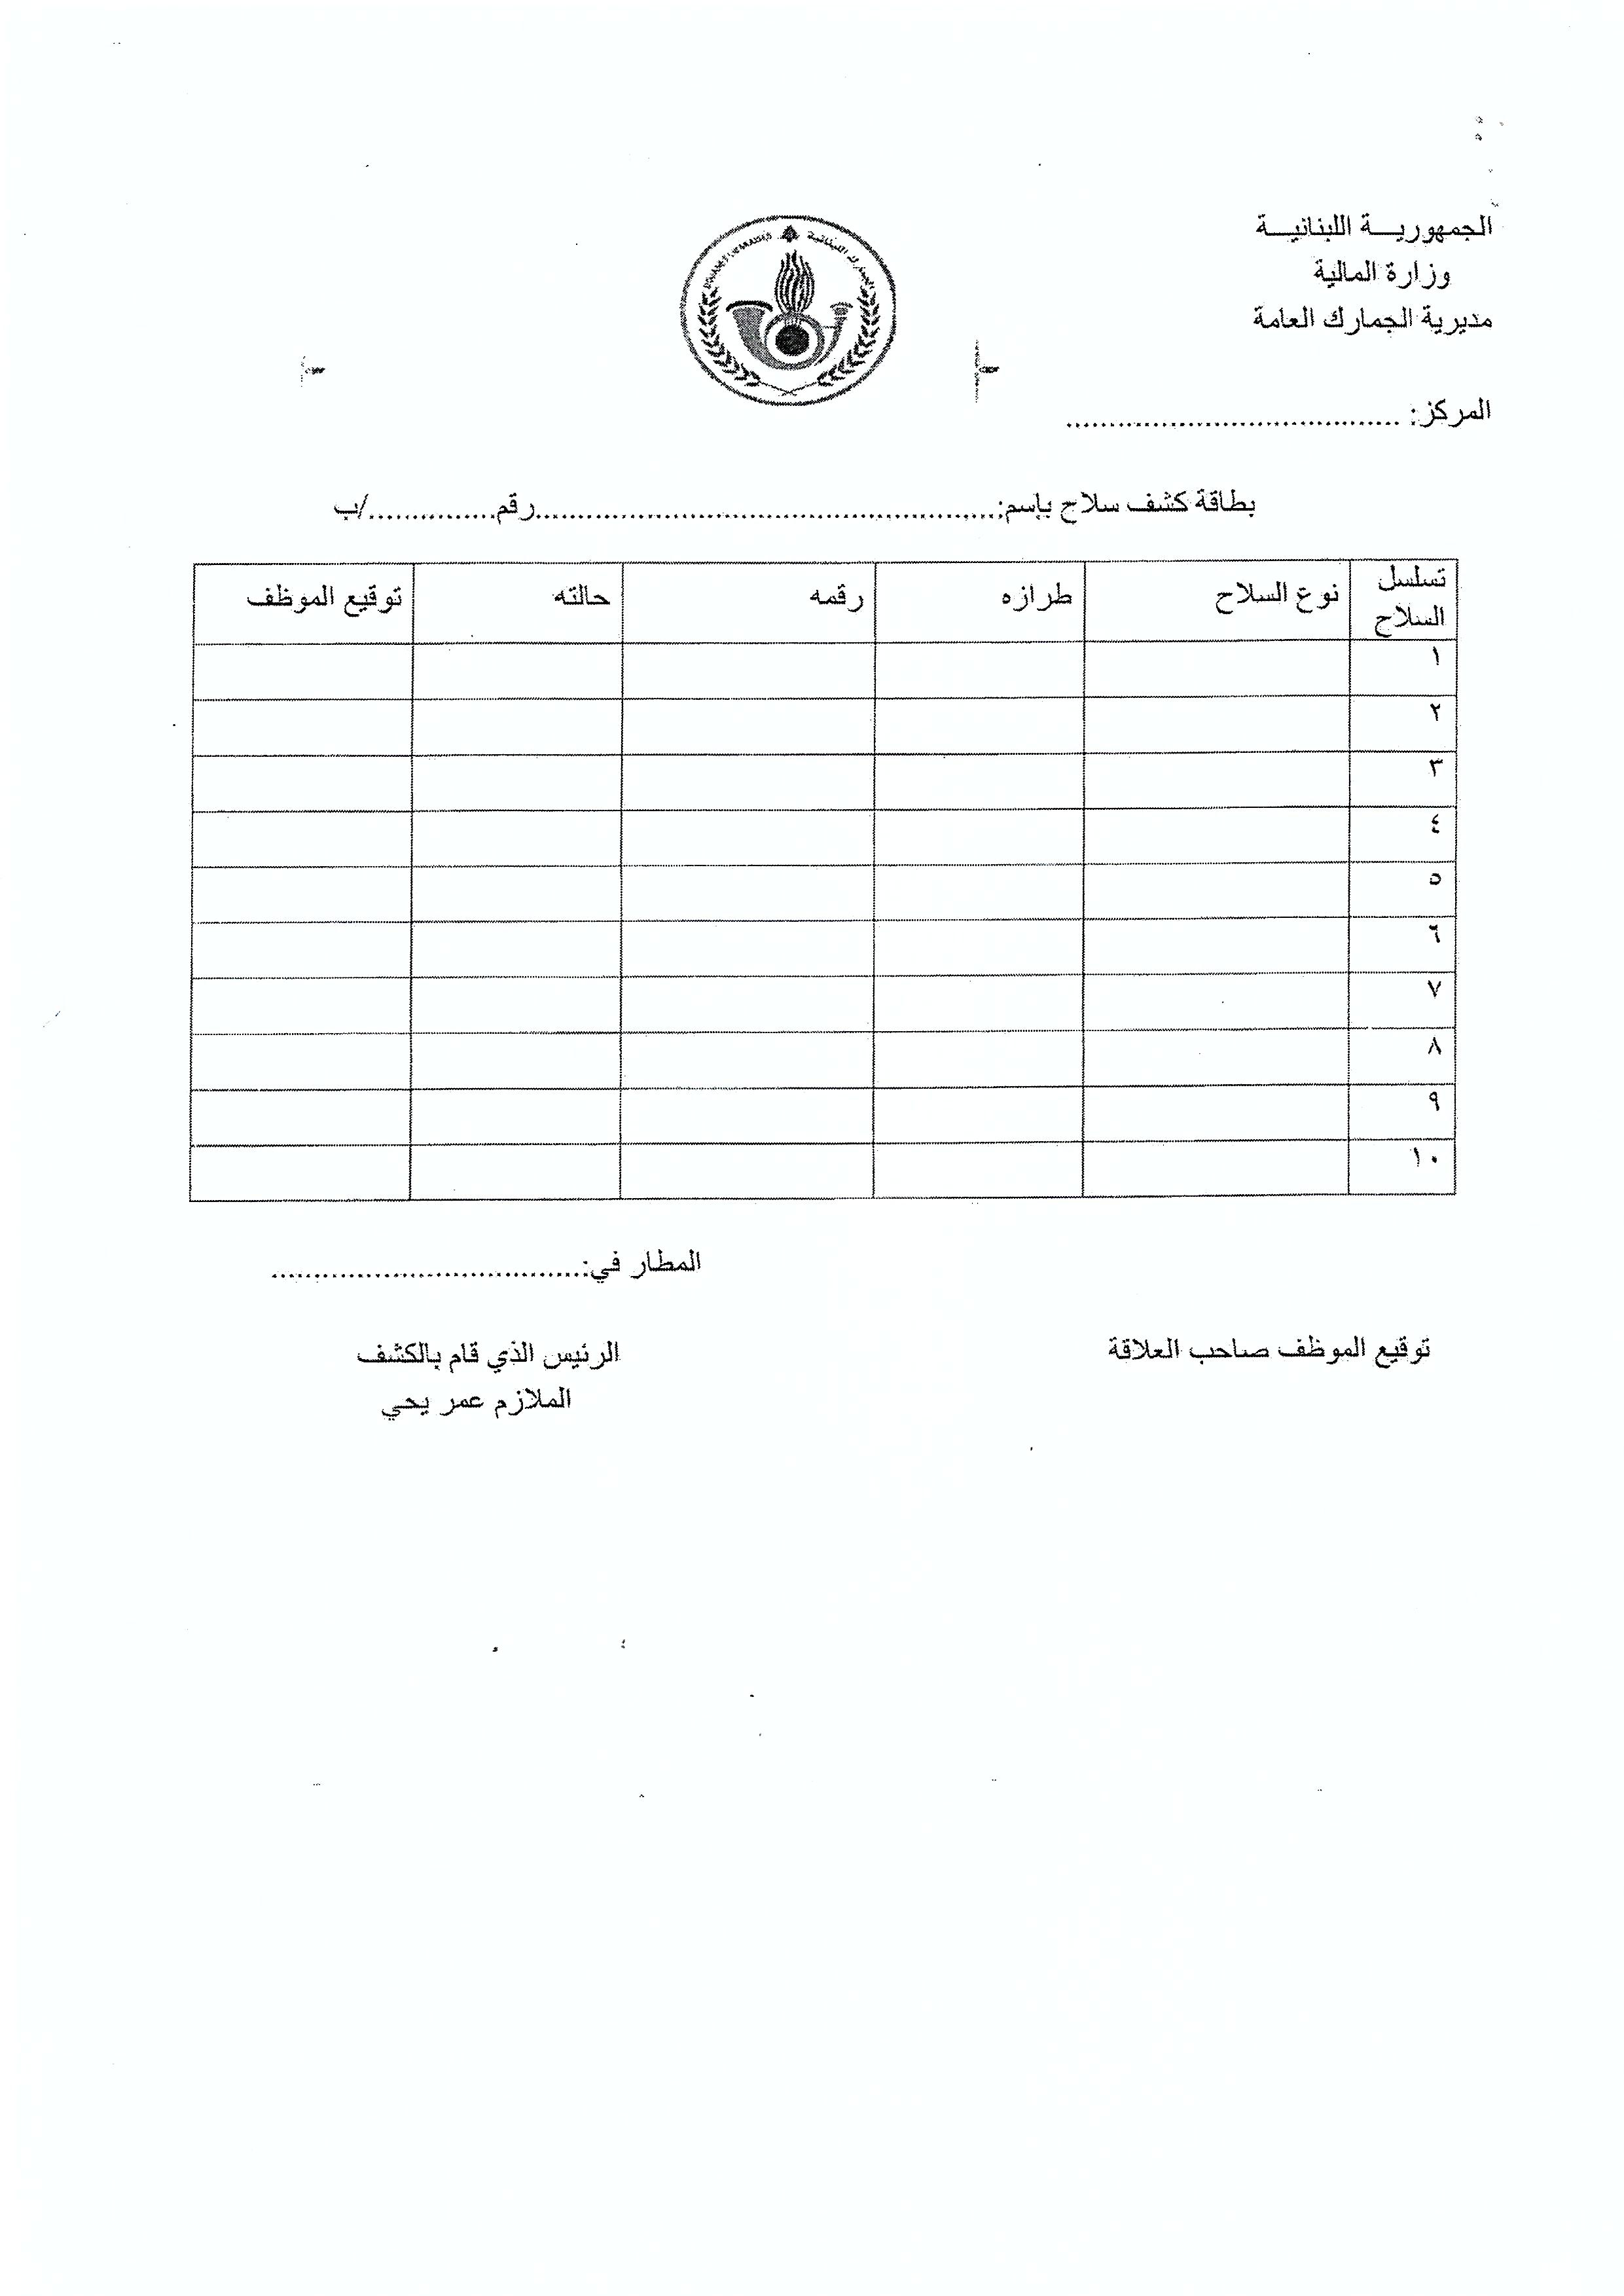 الجمهوريـــة اللبنانيـــة
وزارة المالية
مديرية الجمارك العامة
الجمارك اللبنانية
المركز: ......................................
بطاقة كشف سلاح بإسم:.....................................................رقم.............../ب
تسلسل السلاح نوع السلاح طرازه رقمه حالته توقيع الموظف
١
٢
٣
٤
٥
٦
٧
٨
٩
١٠
المطار في:....................................
توقيع الموظف صاحب العلاقة
الرئيس الذي قام بالكشف
الملازم عمر يحي